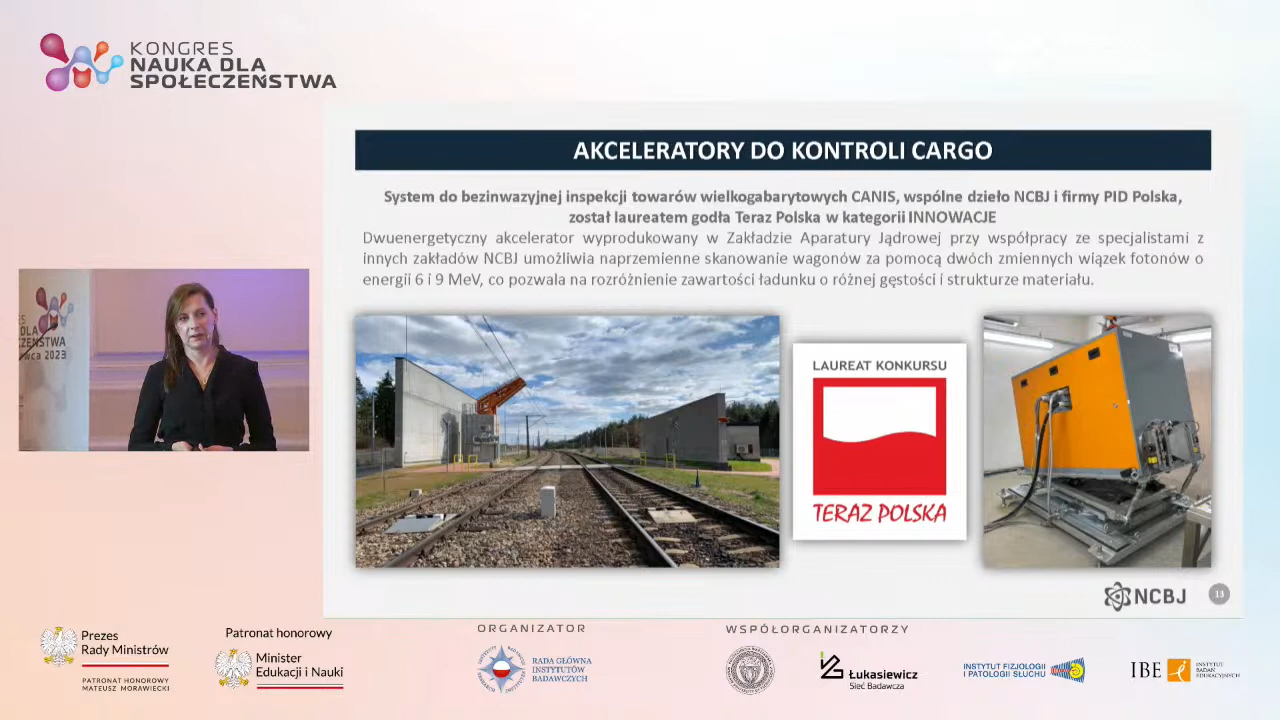 KONGRES
NAUKA DLA
SPOŁECZEŃSTWA
AKCELERATORY DO KONTROLI CARGO
System do bezinwazyjnej inspekcji towarów wielkogabarytowych CANIS, wspólne dzieło NCBJ i firmy PID Polska,
został laureatem godła Teraz Polska w kategorii INNOWACJE
Dwuenergetyczny akcelerator wyprodukowany w Zakładzie Aparatury Jądrowej przy współpracy ze specjalistami z
innych zakładów NCBJ umożliwia naprzemienne skanowanie wagonów za pomocą dwóch zmiennych wiązek fotonów o
energii 6 i 9 MeV, co pozwala na rozróżnienie zawartości ładunku o różnej gęstości i strukturze materiału.
LAUREAT KONKURSU
TERAZ POLSKA
NCBJ
13
Prezes
Rady Ministrów
PATRONAT HONOROWY
MATEUSZ MORAWIECKI
Patronat honorowy
Minister
Edukacji i Nauki
ORGANIZATOR
RADA GŁÓWNA
INSTYTUTÓW
BADAWCZYCH
WSPÓŁORGANIZATORZY
Łukasiewicz
Sieć Badawcza
INSTYTUT FIZJOLOGII
I PATOLOGII SŁUCHU
IBE
INSTYTUT
BADAŃ
EDUKACYJNYCH